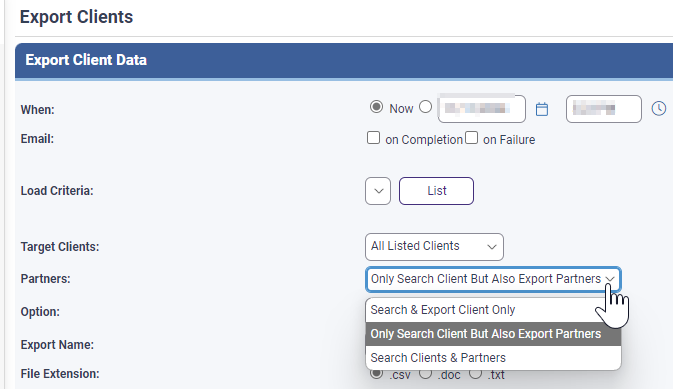 Export Clients
Export Client Data
When: Now
Email: on Completion on Failure
Load Criteria: List
Target Clients: All Listed Clients
Partners: Only Search Client But Also Export Partners
Option: Search & Export Client Only
Only Search Client But Also Export Partners
Export Name:
Search Clients & Partners
File Extension: .csv .doc .txt